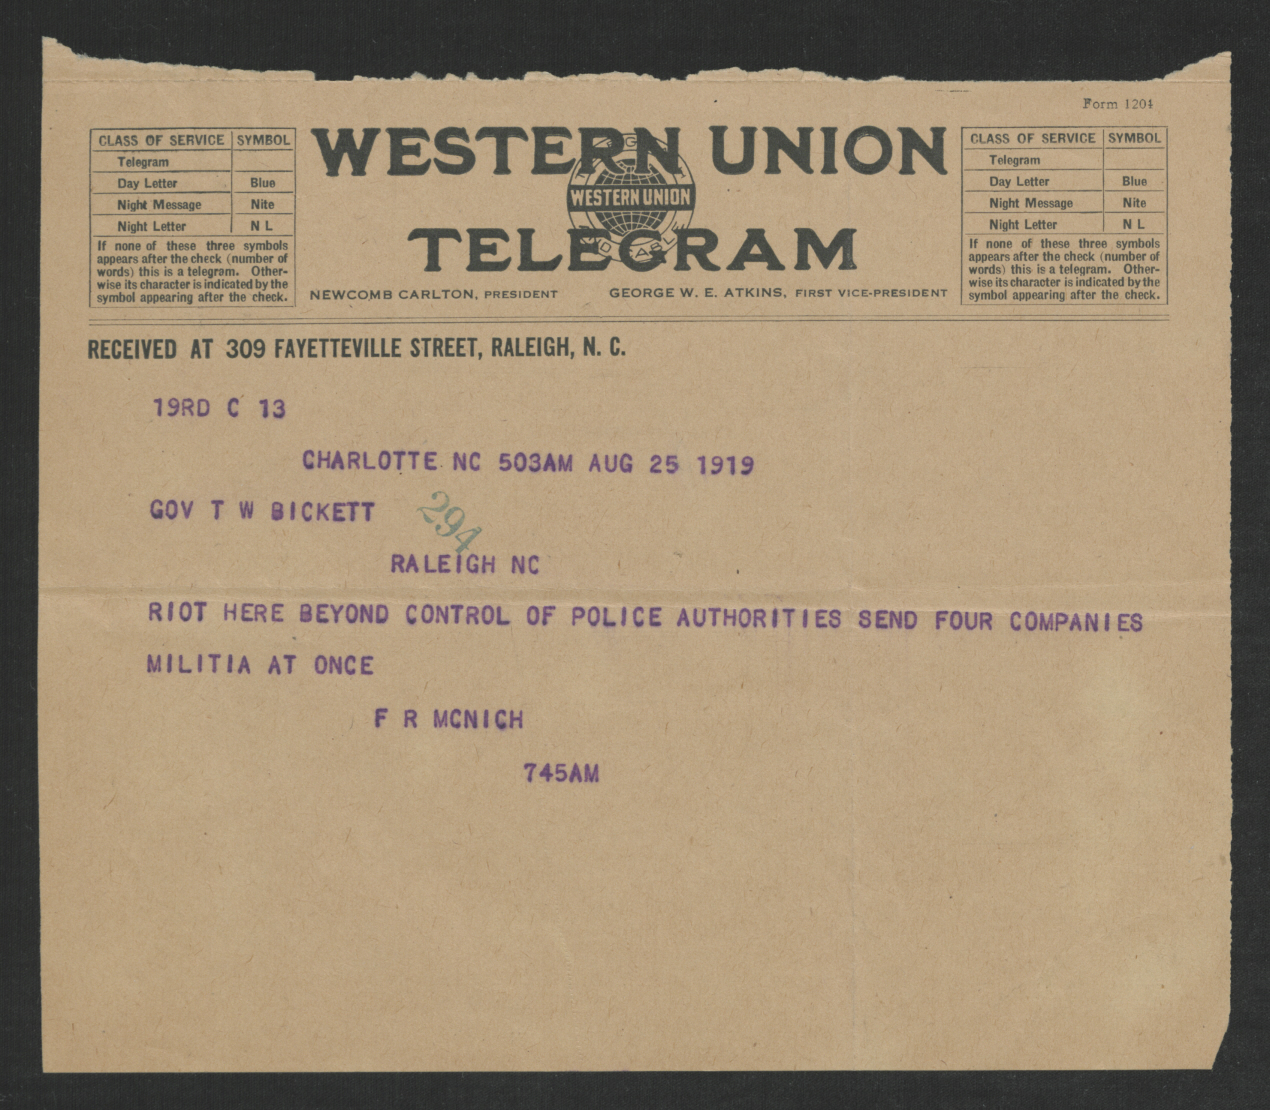 Form 1204
CLASS OF SERVICE SYMBOL
Telegram
Day Letter Blue
Night Message Nite
Night Letter N L
If none of these three symbols
appears after the check (number of
words) this is a telegram. Other-
wise its character is indicated by the
symbol appearing after the check.
WESTERN UNION
WESTERN UNION
AND CABLE
TELEGRAM
NEWCOMB CARLTON, PRESIDENT GEORGE W. E. ATKINS, FIRST VICE-PRESIDENT
CLASS OF SERVICE SYMBOL
Telegram
Day Letter Blue
Night Message Nite
Night Letter N L
If none of these three symbols
appears after the check (number of
words) this is a telegram. Other-
wise its character is indicated by the
symbol appearing after the check.
RECEIVED AT 309 FAYETTEVILLE STREET, RALEIGH, N. C.
19RD C 13
CHARLOTTE NC 503AM AUG 25 1919
GOV T W BICKETT
294
RALEIGH NC
RIOT HERE BEYOND CONTROL OF POLICE AUTHORITIES SEND FOUR COMPANIES
MILITIA AT ONCE
F R MCNICH
745AM